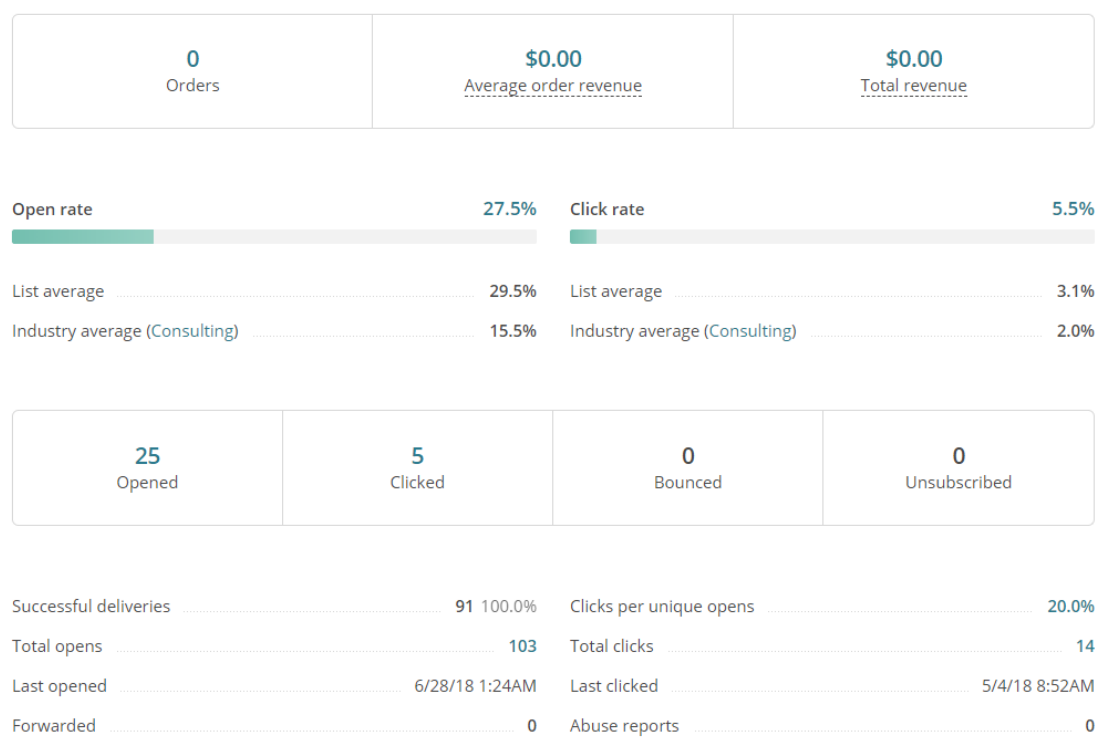 0 $0.00 $0.00
Orders Average order revenue Total revenue
Open rate 27.5% Click rate 5.5%
List average 29.5% List average 3.1%
Industry average (Consulting) 15.5% Industry average (Consulting) 2.0%
25 5 0 0
Opened Clicked Bounced Unsubscribed
Successful deliveries 91 100.0% Clicks per unique opens 20.0%
Total opens 103 Total clicks 14
Last opened 6/28/18 1:24AM Last clicked 5/4/18 8:52AM
Forwarded 0 Abuse reports 0